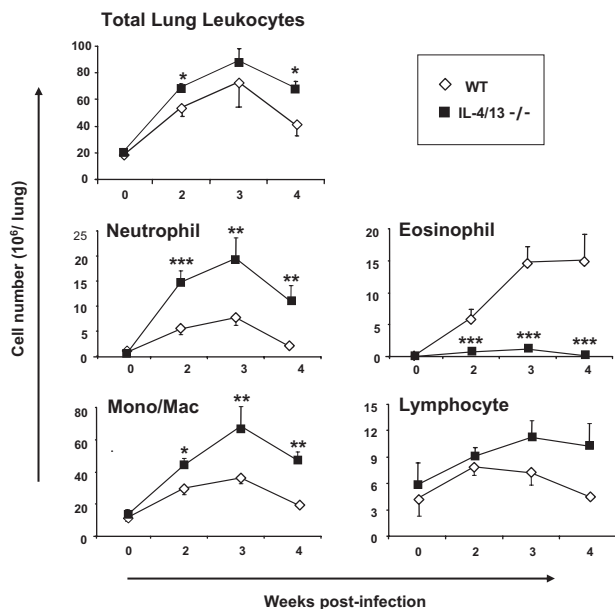 Total Lung Leukocytes
100
80
60
40
20
0
*
*
0 2 3 4
WT
IL-4/13 -/-
Cell number (10⁶/ lung)
Neutrophil
25
20
15
10
5
0
***
**
**
0 2 3 4
Eosinophil
20
15
10
5
0
***
***
***
0 2 3 4
Mono/Mac
100
80
60
40
20
0
*
**
**
0 2 3 4
Lymphocyte
15
12
9
6
3
0
0 2 3 4
Weeks post-infection